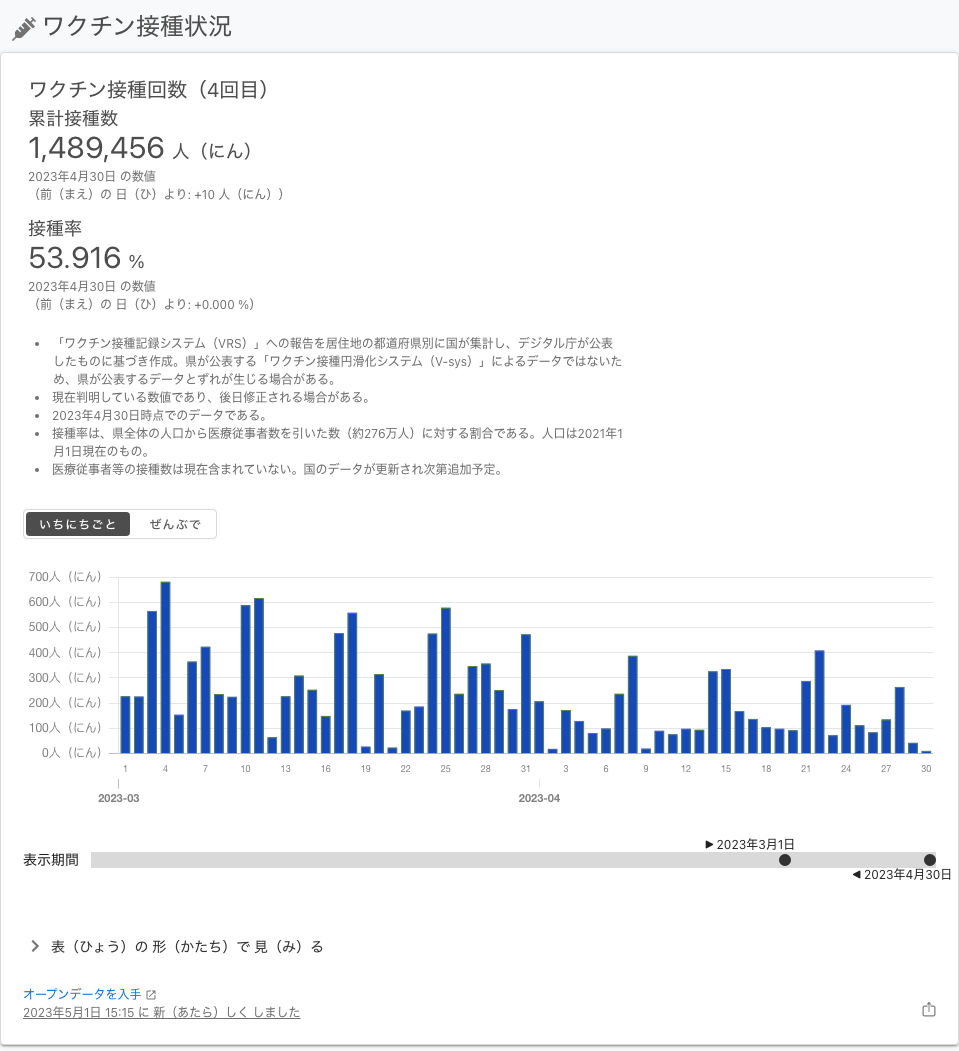 ワクチン接種状況
ワクチン接種回数（4回目）
累計接種数
1,489,456 人（にん）
2023年4月30日 の数値
（前（まえ）の 日（ひ）より: +10 人（にん））
接種率
53.916 %
2023年4月30日 の数値
（前（まえ）の 日（ひ）より: +0.000 %）
• 「ワクチン接種記録システム（VRS）」への報告を居住地の都道府県別に国が集計し、デジタル庁が公表
したものに基づき作成。県が公表する「ワクチン接種円滑化システム（V-sys）」によるデータではないた
め、県が公表するデータとずれが生じる場合がある。
• 現在判明している数値であり、後日修正される場合がある。
• 2023年4月30日時点でのデータである。
• 接種率は、県全体の人口から医療従事者数を引いた数（約276万人）に対する割合である。人口は2021年1
月1日現在のもの。
• 医療従事者等の接種数は現在含まれていない。国のデータが更新され次第追加予定。
いちにちごと ぜんぶで
700人（にん）
600人（にん）
500人（にん）
400人（にん）
300人（にん）
200人（にん）
100人（にん）
0人（にん）
1 4 7 10 13 16 19 22 25 28 31 3 6 9 12 15 18 21 24 27 30
2023-03 2023-04
▶ 2023年3月1日
表示期間
◀ 2023年4月30日
表（ひょう）の 形（かたち）で 見（み）る
オープンデータを入手
2023年5月1日 15:15 に 新（あたら）しく しました